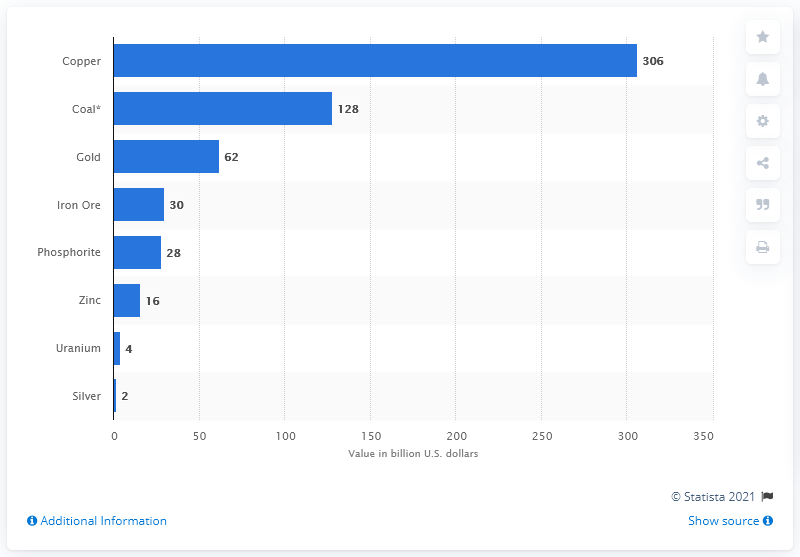 Copper 306
Coal* 128
Gold 62
Iron Ore 30
Phosphorite 28
Zinc 16
Uranium 4
Silver 2
0 50 100 150 200 250 300 350
Value in billion U.S. dollars
© Statista 2021
Additional Information Show source